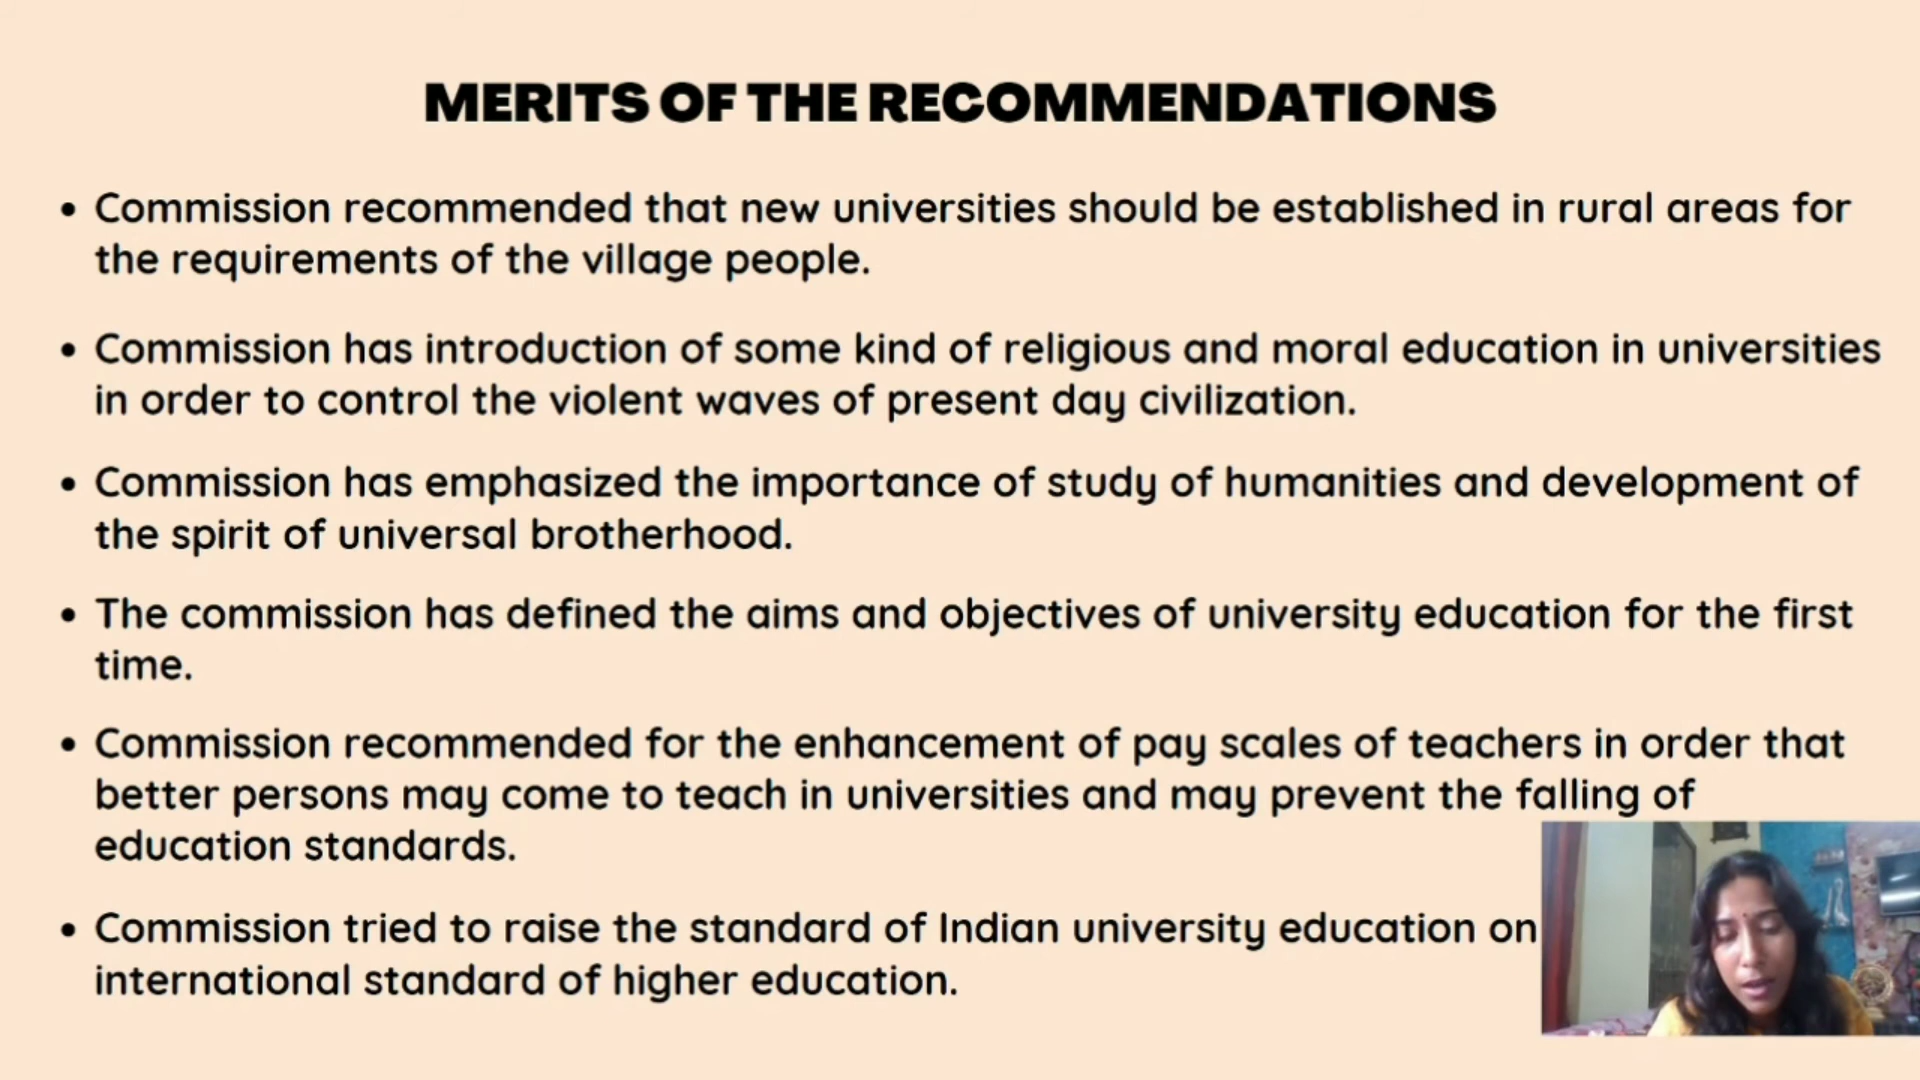 MERITS OF THE RECOMMENDATIONS
• Commission recommended that new universities should be established in rural areas for
the requirements of the village people.
• Commission has introduction of some kind of religious and moral education in universities
in order to control the violent waves of present day civilization.
• Commission has emphasized the importance of study of humanities and development of
the spirit of universal brotherhood.
• The commission has defined the aims and objectives of university education for the first
time.
• Commission recommended for the enhancement of pay scales of teachers in order that
better persons may come to teach in universities and may prevent the falling of
education standards.
• Commission tried to raise the standard of Indian university education on
international standard of higher education.